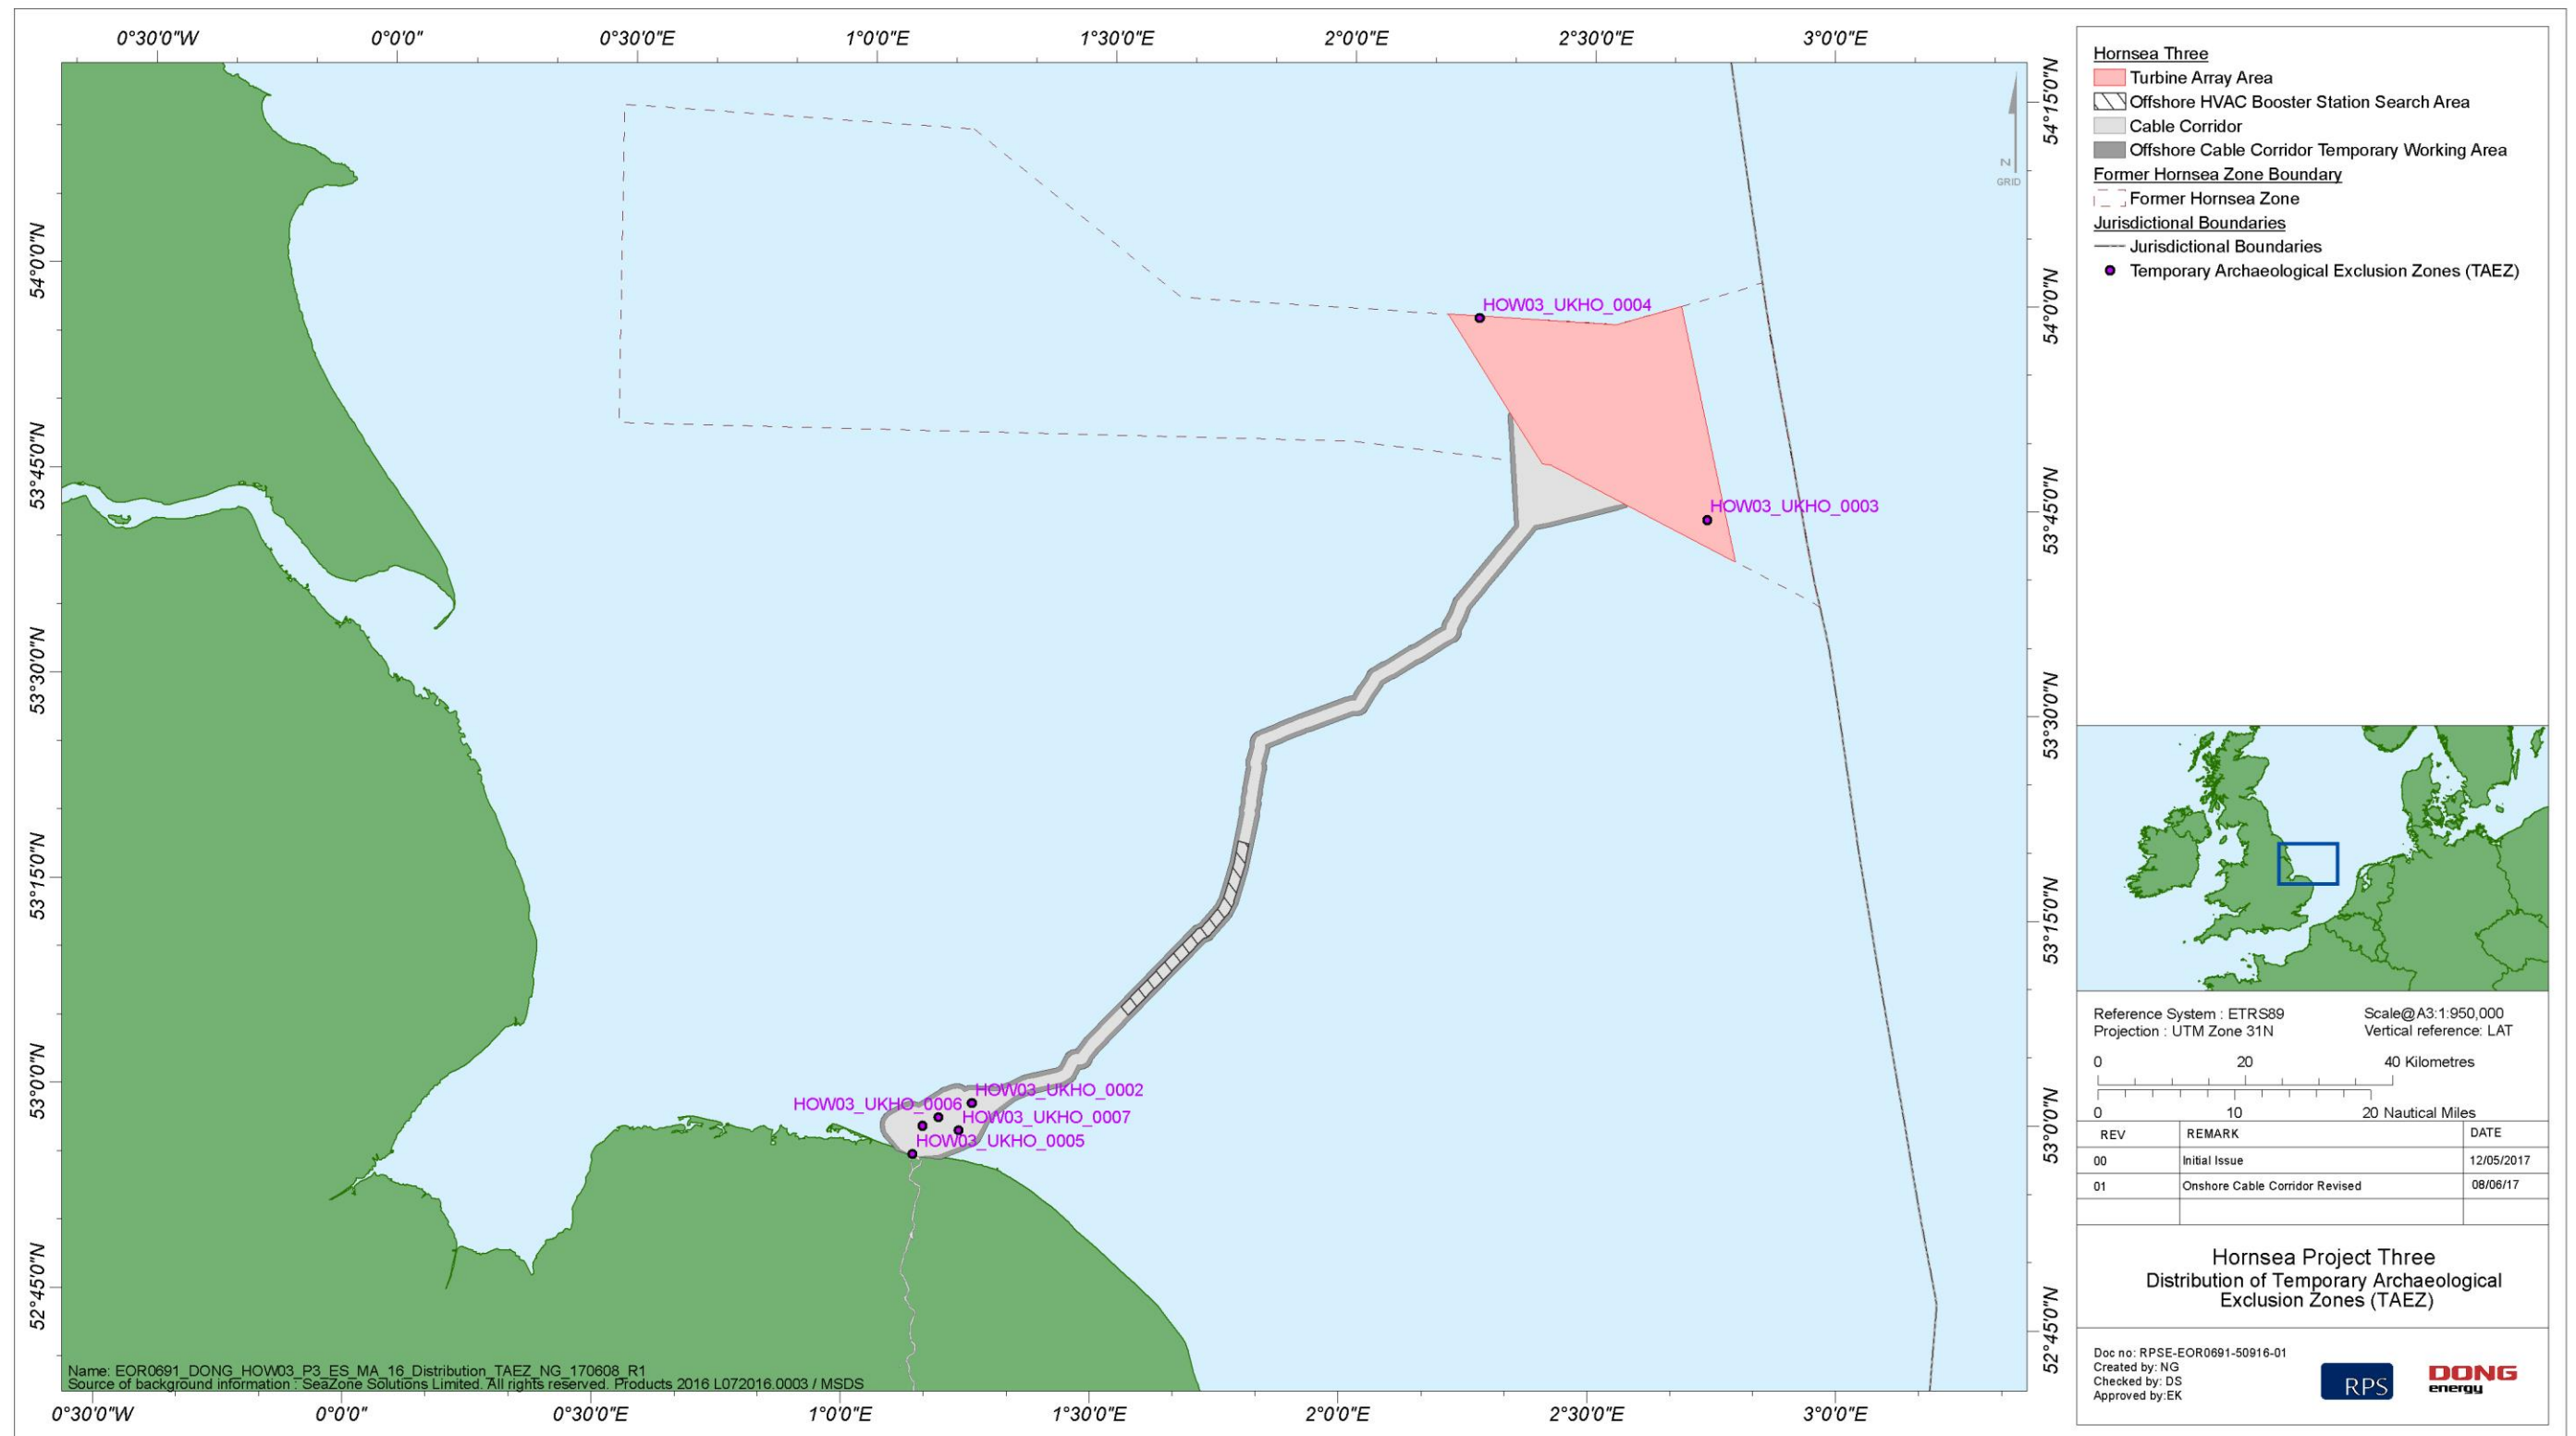 0°30'0"W 0°0'0" 0°30'0"E 1°0'0"E 1°30'0"E 2°0'0"E 2°30'0"E 3°0'0"E
54°0'0"N
53°45'0"N
53°30'0"N
53°15'0"N
53°0'0"N
52°45'0"N
54°15'0"N
54°0'0"N
53°45'0"N
53°30'0"N
53°15'0"N
53°0'0"N
52°45'0"N
N
GRID
HOW03_UKHO_0004
HOW03_UKHO_0003
HOW03_UKHO_0002
HOW03_UKHO_0006
HOW03_UKHO_0007
HOW03_UKHO_0005
Name: EOR0691_DONG_HOW03_P3_ES_MA_16_Distribution_TAEZ_NG_170608_R1
Source of background information : SeaZone Solutions Limited. All rights reserved. Products 2016 L072016.0003 / MSDS
0°30'0"W 0°0'0" 0°30'0"E 1°0'0"E 1°30'0"E 2°0'0"E 2°30'0"E 3°0'0"E
Hornsea Three
Turbine Array Area
Offshore HVAC Booster Station Search Area
Cable Corridor
Offshore Cable Corridor Temporary Working Area
Former Hornsea Zone Boundary
Former Hornsea Zone
Jurisdictional Boundaries
Jurisdictional Boundaries
Temporary Archaeological Exclusion Zones (TAEZ)
Reference System : ETRS89 Scale@A3:1:950,000
Projection : UTM Zone 31N Vertical reference: LAT
0 20 40 Kilometres
0 10 20 Nautical Miles
REV REMARK DATE
00 Initial Issue 12/05/2017
01 Onshore Cable Corridor Revised 08/06/17
Hornsea Project Three
Distribution of Temporary Archaeological
Exclusion Zones (TAEZ)
Doc no: RPSE-EOR0691-50916-01
Created by: NG
Checked by: DS
Approved by:EK
RPS
DONG
energy